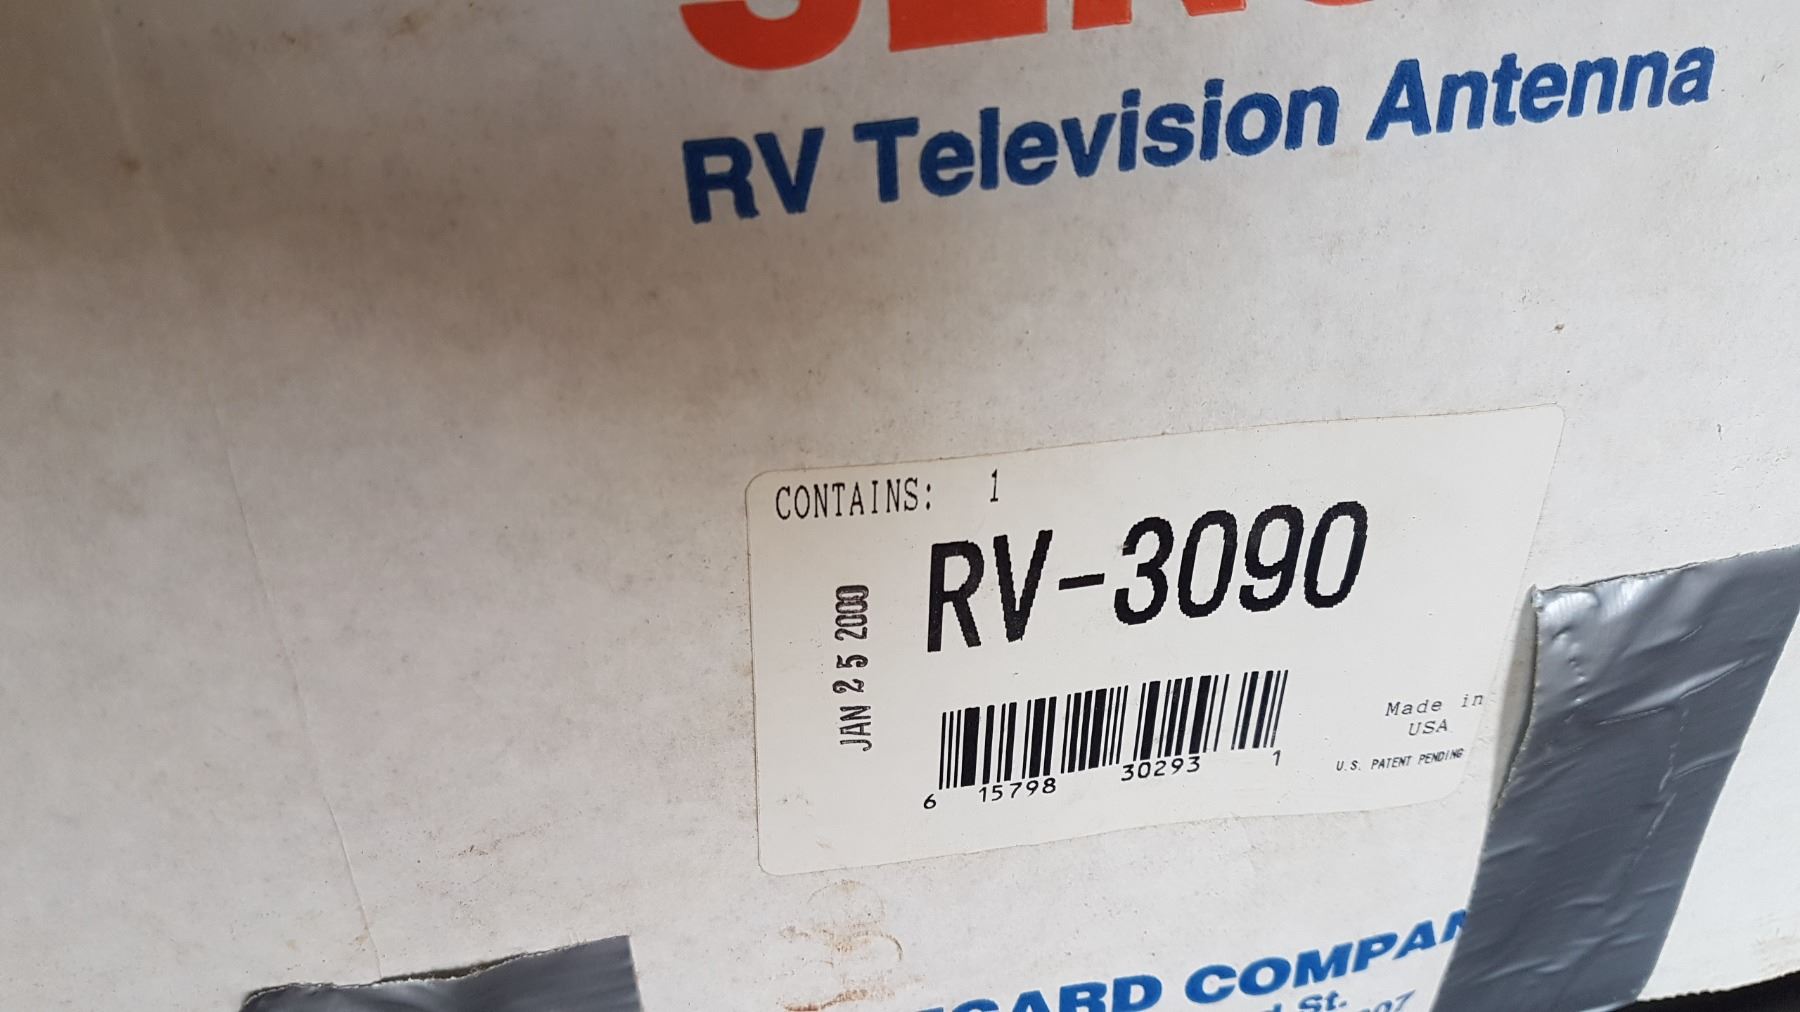 RV Television Antenna
CONTAINS: 1
RV-3090
JAN 25 2000
6 15798 30293 1
Made in
USA
U.S. PATENT PENDING
COMPAN
St.